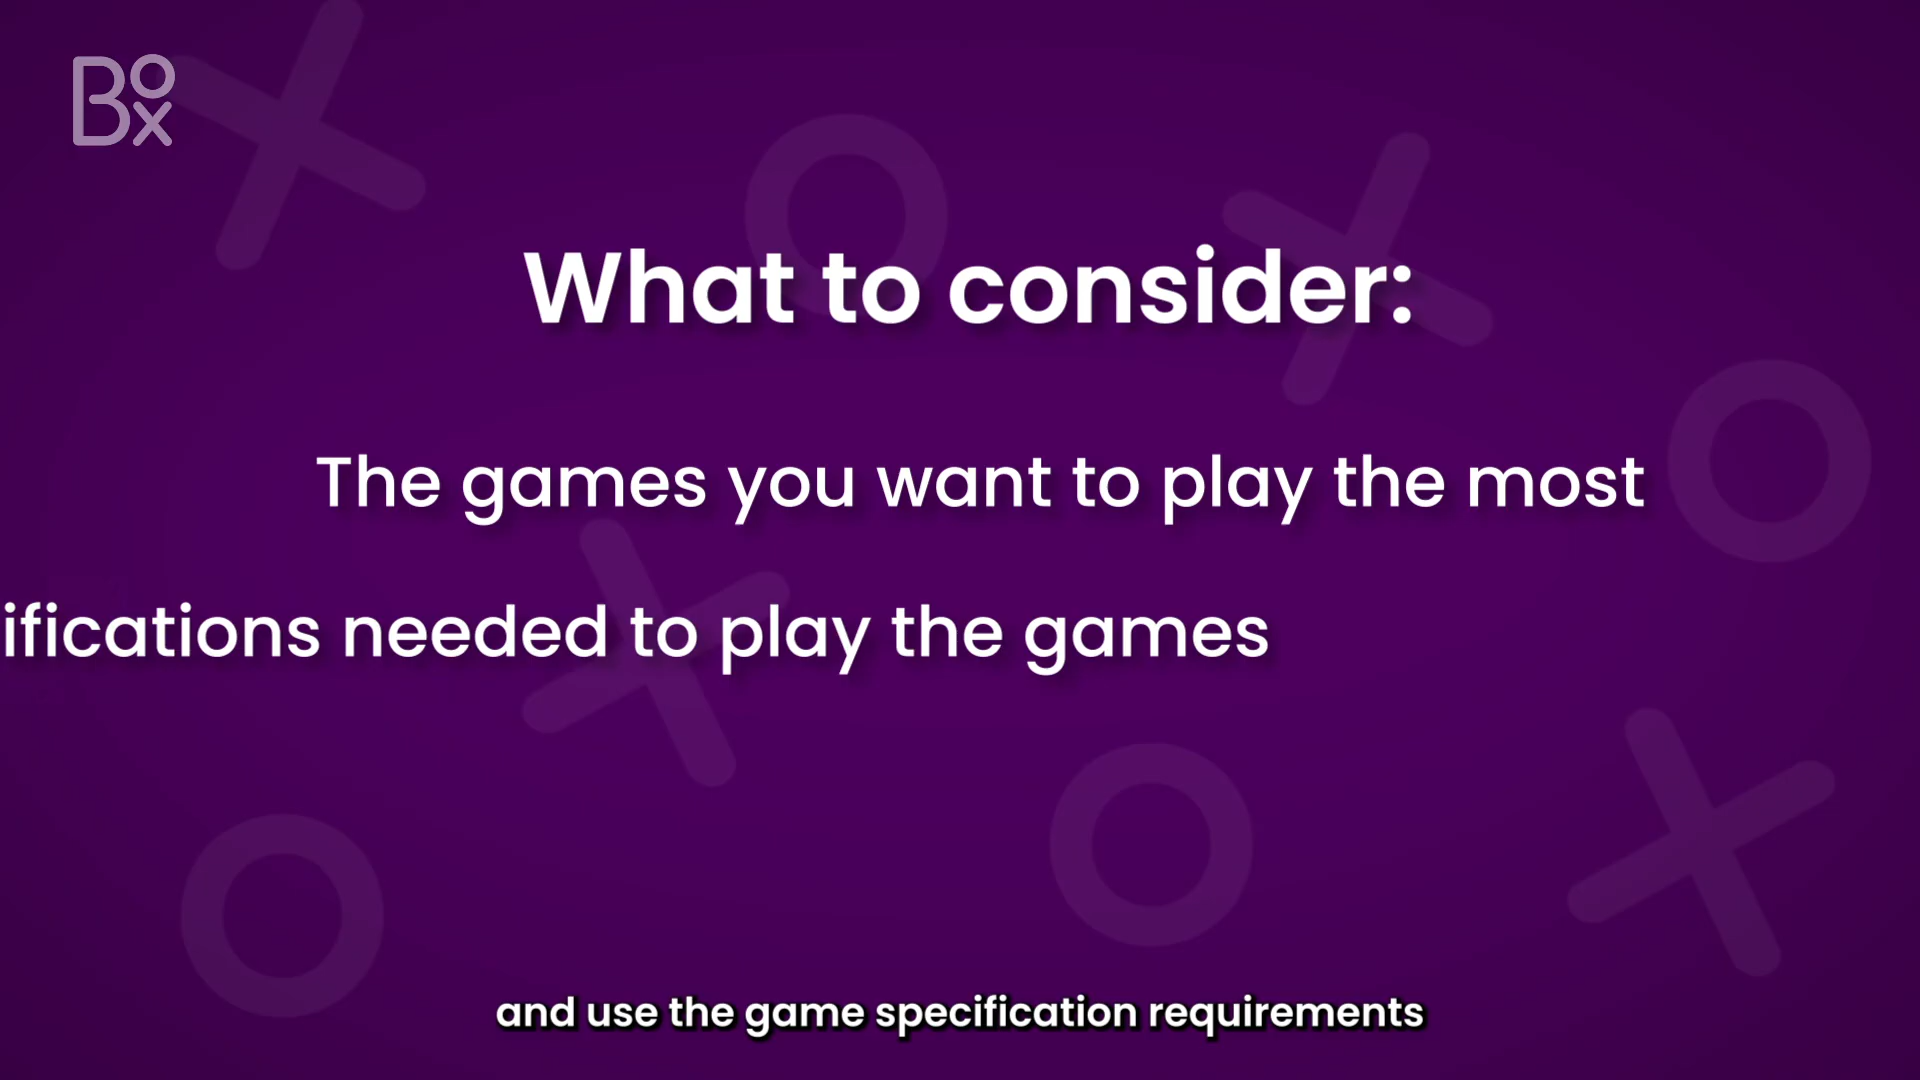 Box
What to consider:
The games you want to play the most
ifications needed to play the games
and use the game specification requirements